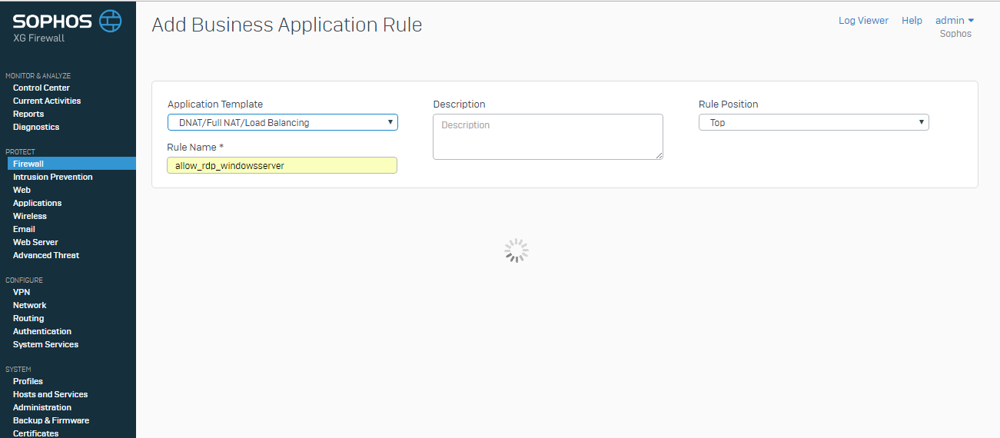 SOPHOS
XG Firewall
MONITOR & ANALYZE
Control Center
Current Activities
Reports
Diagnostics
PROTECT
Firewall
Intrusion Prevention
Web
Applications
Wireless
Email
Web Server
Advanced Threat
CONFIGURE
VPN
Network
Routing
Authentication
System Services
SYSTEM
Profiles
Hosts and Services
Administration
Backup & Firmware
Certificates
Add Business Application Rule
Log Viewer Help admin
Sophos
Application Template
DNAT/Full NAT/Load Balancing
Rule Name *
allow_rdp_windowsserver
Description
Description
Rule Position
Top